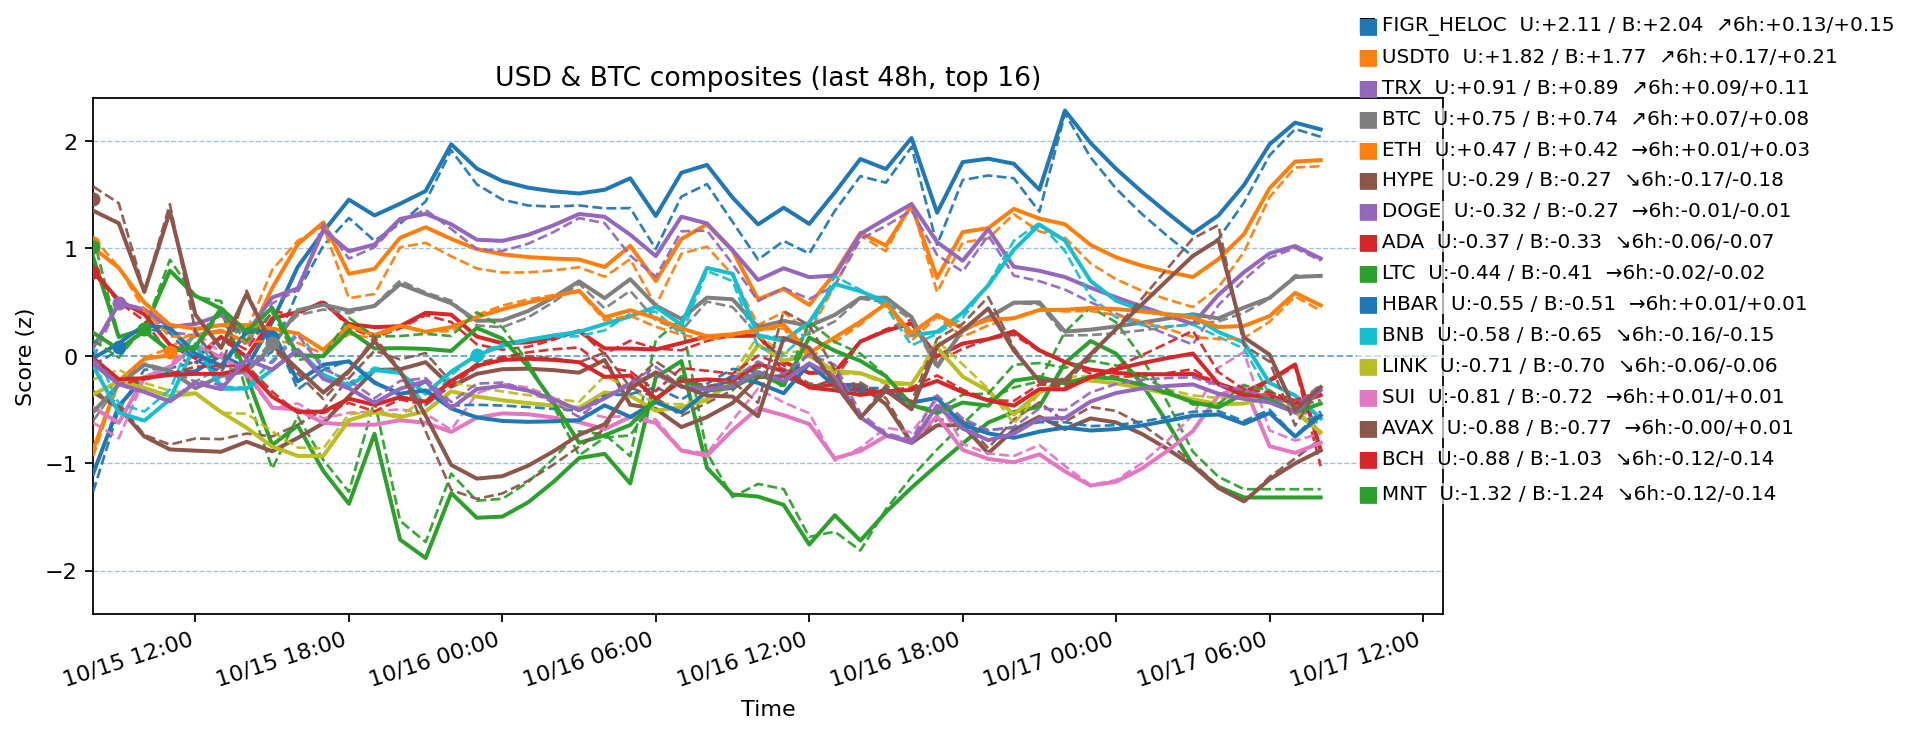 USD & BTC composites (last 48h, top 16)
FIGR_HELOC U:+2.11 / B:+2.04 ↗6h:+0.13/+0.15
USDT0 U:+1.82 / B:+1.77 ↗6h:+0.17/+0.21
TRX U:+0.91 / B:+0.89 ↗6h:+0.09/+0.11
BTC U:+0.75 / B:+0.74 ↗6h:+0.07/+0.08
ETH U:+0.47 / B:+0.42 →6h:+0.01/+0.03
HYPE U:-0.29 / B:-0.27 ↘6h:-0.17/-0.18
DOGE U:-0.32 / B:-0.27 →6h:-0.01/-0.01
ADA U:-0.37 / B:-0.33 ↘6h:-0.06/-0.07
LTC U:-0.44 / B:-0.41 →6h:-0.02/-0.02
HBAR U:-0.55 / B:-0.51 →6h:+0.01/+0.01
BNB U:-0.58 / B:-0.65 ↘6h:-0.16/-0.15
LINK U:-0.71 / B:-0.70 ↘6h:-0.06/-0.06
SUI U:-0.81 / B:-0.72 →6h:+0.01/+0.01
AVAX U:-0.88 / B:-0.77 →6h:-0.00/+0.01
BCH U:-0.88 / B:-1.03 ↘6h:-0.12/-0.14
MNT U:-1.32 / B:-1.24 ↘6h:-0.12/-0.14
Score (z)
2
1
0
−1
−2
10/15 12:00
10/15 18:00
10/16 00:00
10/16 06:00
10/16 12:00
10/16 18:00
10/17 00:00
10/17 06:00
10/17 12:00
Time